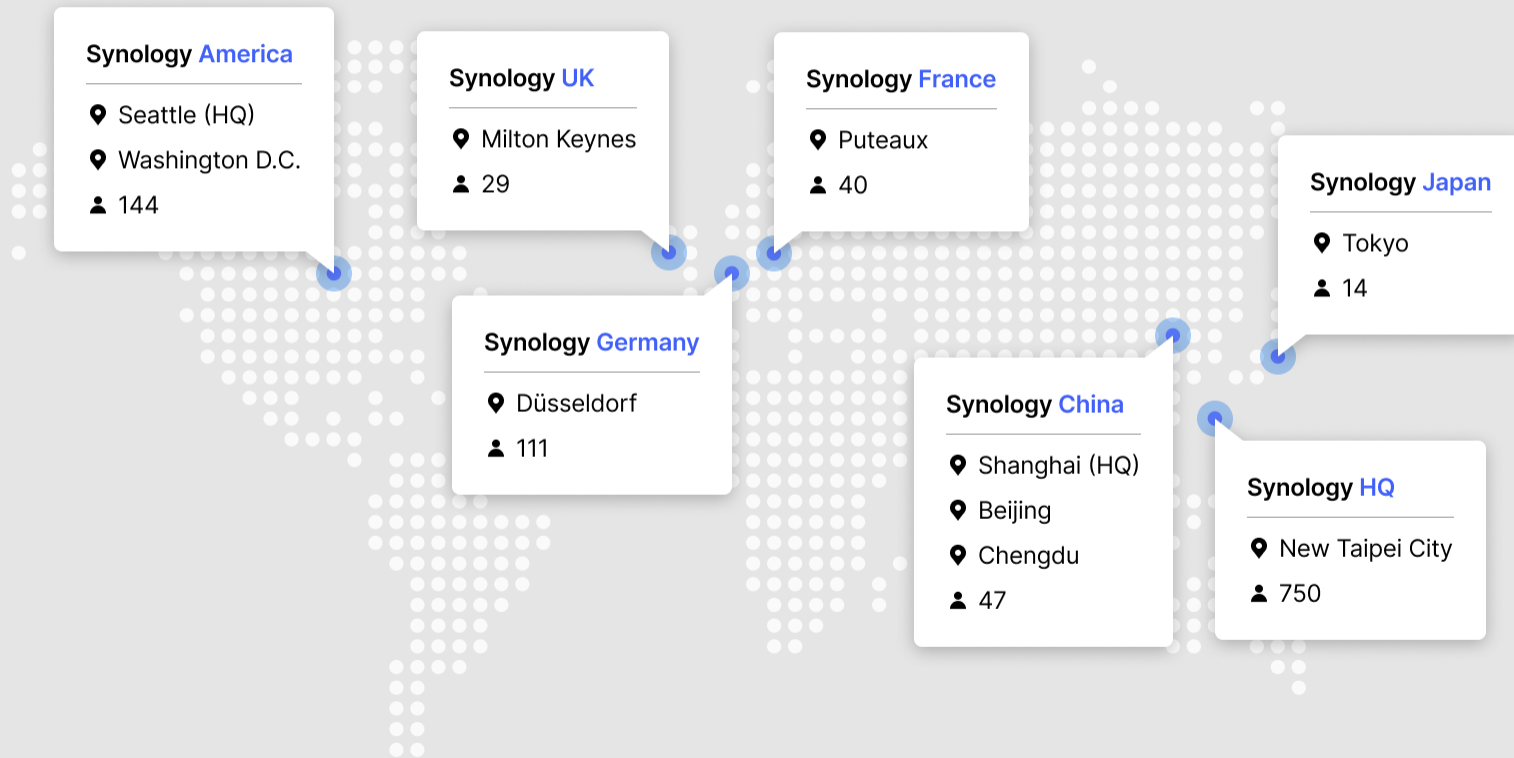 Synology America
Seattle (HQ)
Washington D.C.
144
Synology UK
Milton Keynes
29
Synology France
Puteaux
40
Synology Japan
Tokyo
14
Synology Germany
Düsseldorf
111
Synology China
Shanghai (HQ)
Beijing
Chengdu
47
Synology HQ
New Taipei City
750